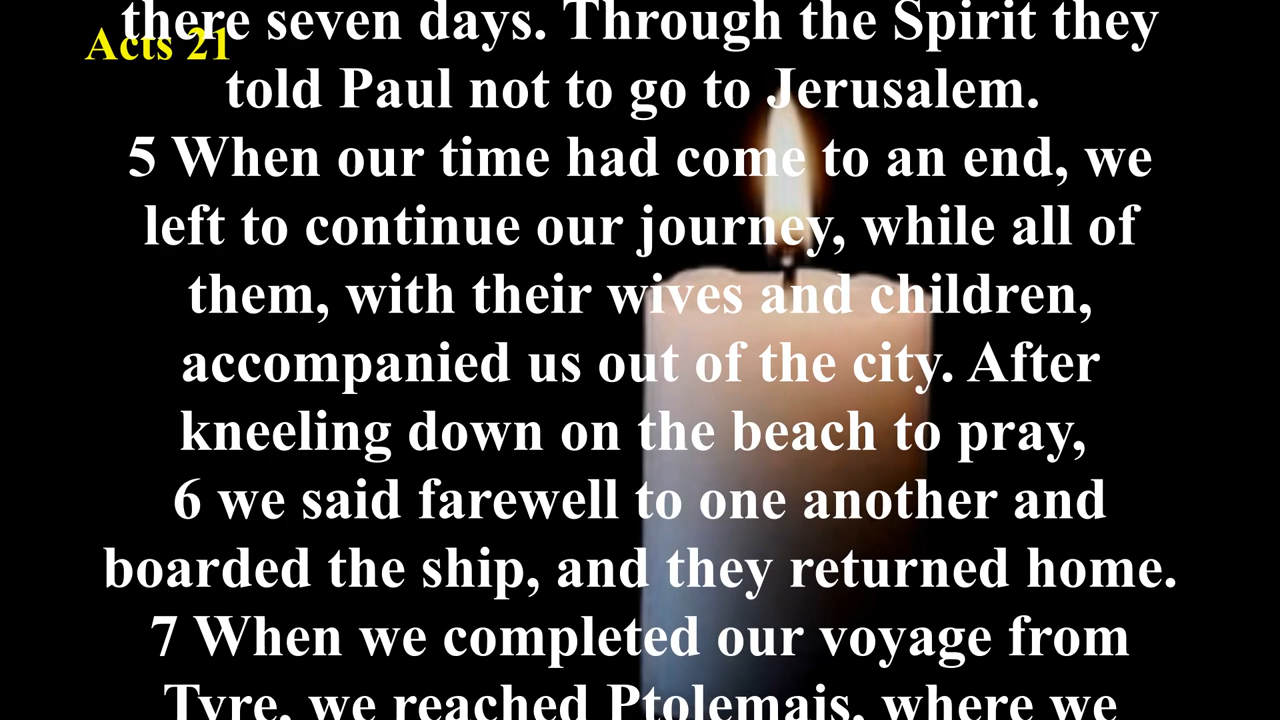 there seven days. Through the Spirit they
Acts 21
told Paul not to go to Jerusalem.
5 When our time had come to an end, we
left to continue our journey, while all of
them, with their wives and children,
accompanied us out of the city. After
kneeling down on the beach to pray,
6 we said farewell to one another and
boarded the ship, and they returned home.
7 When we completed our voyage from
Tyre, we reached Ptolemais, where we